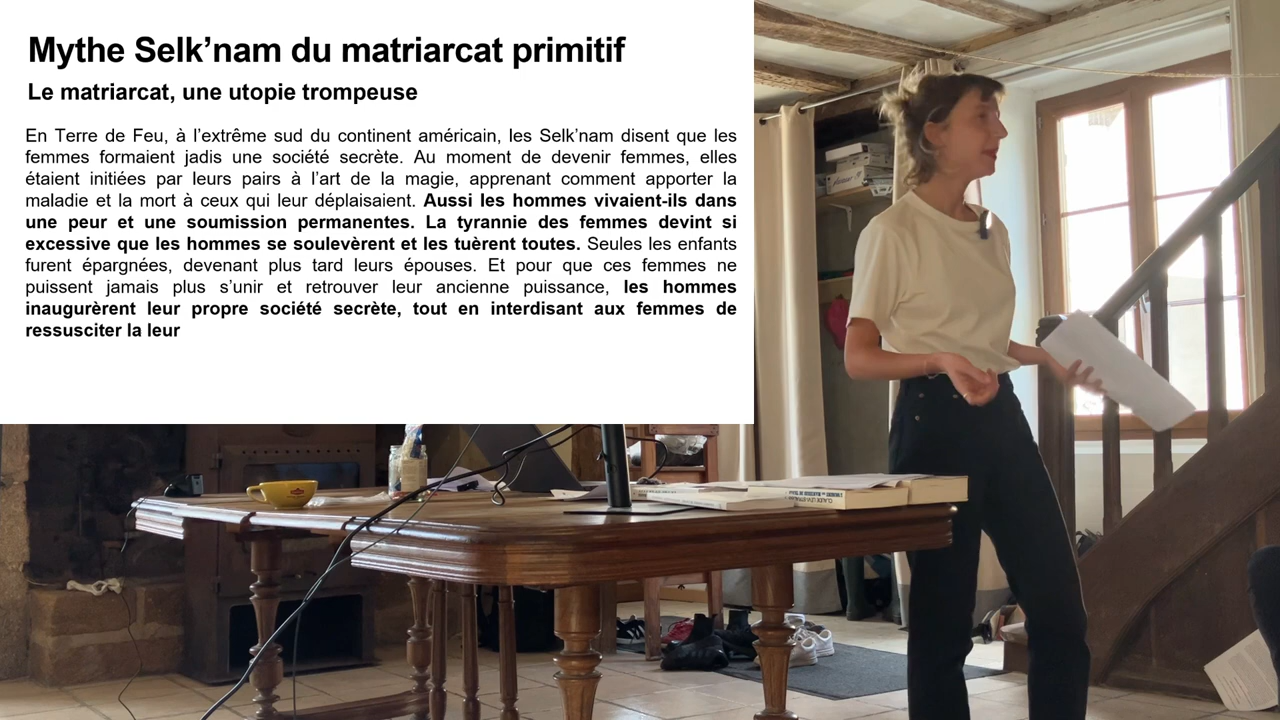 Mythe Selk’nam du matriarcat primitif
Le matriarcat, une utopie trompeuse
En Terre de Feu, à l’extrême sud du continent américain, les Selk’nam disent que les
femmes formaient jadis une société secrète. Au moment de devenir femmes, elles
étaient initiées par leurs pairs à l’art de la magie, apprenant comment apporter la
maladie et la mort à ceux qui leur déplaisaient. Aussi les hommes vivaient-ils dans
une peur et une soumission permanentes. La tyrannie des femmes devint si
excessive que les hommes se soulevèrent et les tuèrent toutes. Seules les enfants
furent épargnées, devenant plus tard leurs épouses. Et pour que ces femmes ne
puissent jamais plus s’unir et retrouver leur ancienne puissance, les hommes
inaugurèrent leur propre société secrète, tout en interdisant aux femmes de
ressusciter la leur
CLAUDE LÉVI-STRAUSS